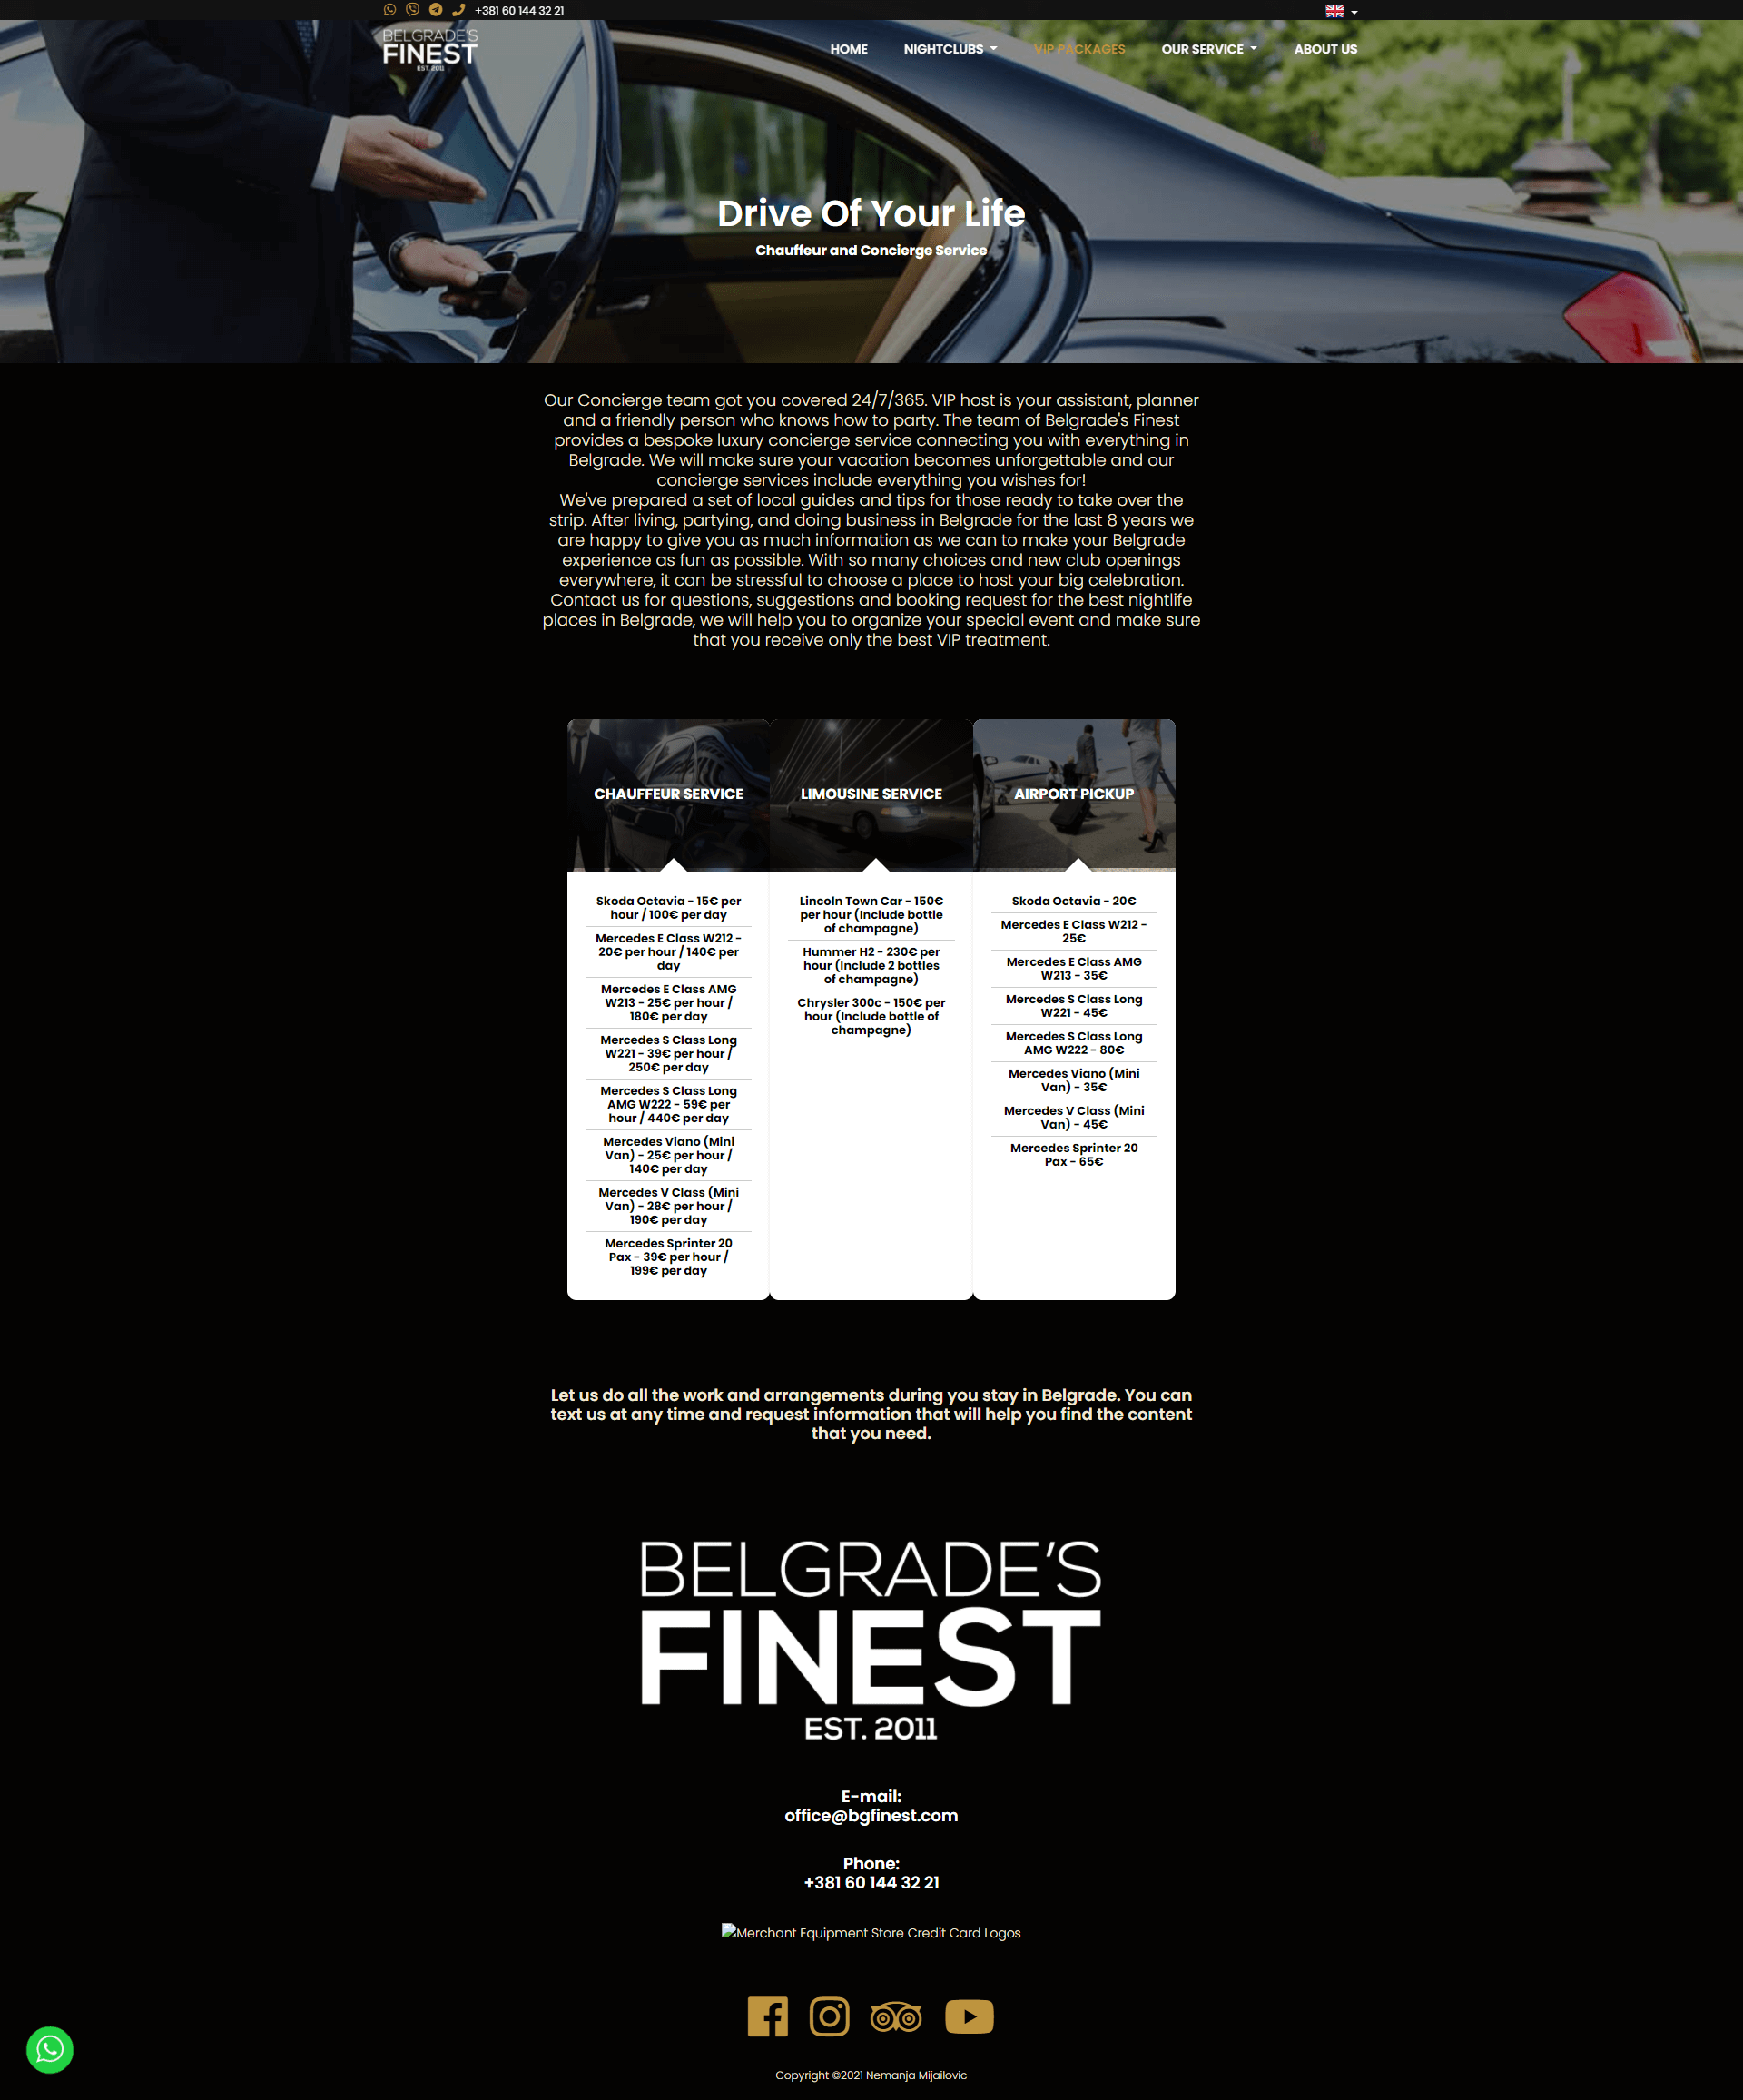 +381 60 144 32 21
BELGRADE'S
FINEST
EST. 2011
HOME NIGHTCLUBS VIP PACKAGES OUR SERVICE ABOUT US
Drive Of Your Life
Chauffeur and Concierge Service
Our Concierge team got you covered 24/7/365. VIP host is your assistant, planner
and a friendly person who knows how to party. The team of Belgrade's Finest
provides a bespoke luxury concierge service connecting you with everything in
Belgrade. We will make sure your vacation becomes unforgettable and our
concierge services include everything you wishes for!
We've prepared a set of local guides and tips for those ready to take over the
strip. After living, partying, and doing business in Belgrade for the last 8 years we
are happy to give you as much information as we can to make your Belgrade
experience as fun as possible. With so many choices and new club openings
everywhere, it can be stressful to choose a place to host your big celebration.
Contact us for questions, suggestions and booking request for the best nightlife
places in Belgrade, we will help you to organize your special event and make sure
that you receive only the best VIP treatment.
CHAUFFEUR SERVICE
Skoda Octavia - 15€ per
hour / 100€ per day
Mercedes E Class W212 -
20€ per hour / 140€ per
day
Mercedes E Class AMG
W213 - 25€ per hour /
180€ per day
Mercedes S Class Long
W221 - 39€ per hour /
250€ per day
Mercedes S Class Long
AMG W222 - 59€ per
hour / 440€ per day
Mercedes Viano (Mini
Van) - 25€ per hour /
140€ per day
Mercedes V Class (Mini
Van) - 28€ per hour /
190€ per day
Mercedes Sprinter 20
Pax - 39€ per hour /
199€ per day
LIMOUSINE SERVICE
Lincoln Town Car - 150€
per hour (Include bottle
of champagne)
Hummer H2 - 230€ per
hour (Include 2 bottles
of champagne)
Chrysler 300c - 150€ per
hour (Include bottle of
champagne)
AIRPORT PICKUP
Skoda Octavia - 20€
Mercedes E Class W212 -
25€
Mercedes E Class AMG
W213 - 35€
Mercedes S Class Long
W221 - 45€
Mercedes S Class Long
AMG W222 - 80€
Mercedes Viano (Mini
Van) - 35€
Mercedes V Class (Mini
Van) - 45€
Mercedes Sprinter 20
Pax - 65€
Let us do all the work and arrangements during you stay in Belgrade. You can
text us at any time and request information that will help you find the content
that you need.
BELGRADE'S
FINEST
EST. 2011
E-mail:
office@bgfinest.com
Phone:
+381 60 144 32 21
Merchant Equipment Store Credit Card Logos
Copyright ©2021 Nemanja Mijailovic